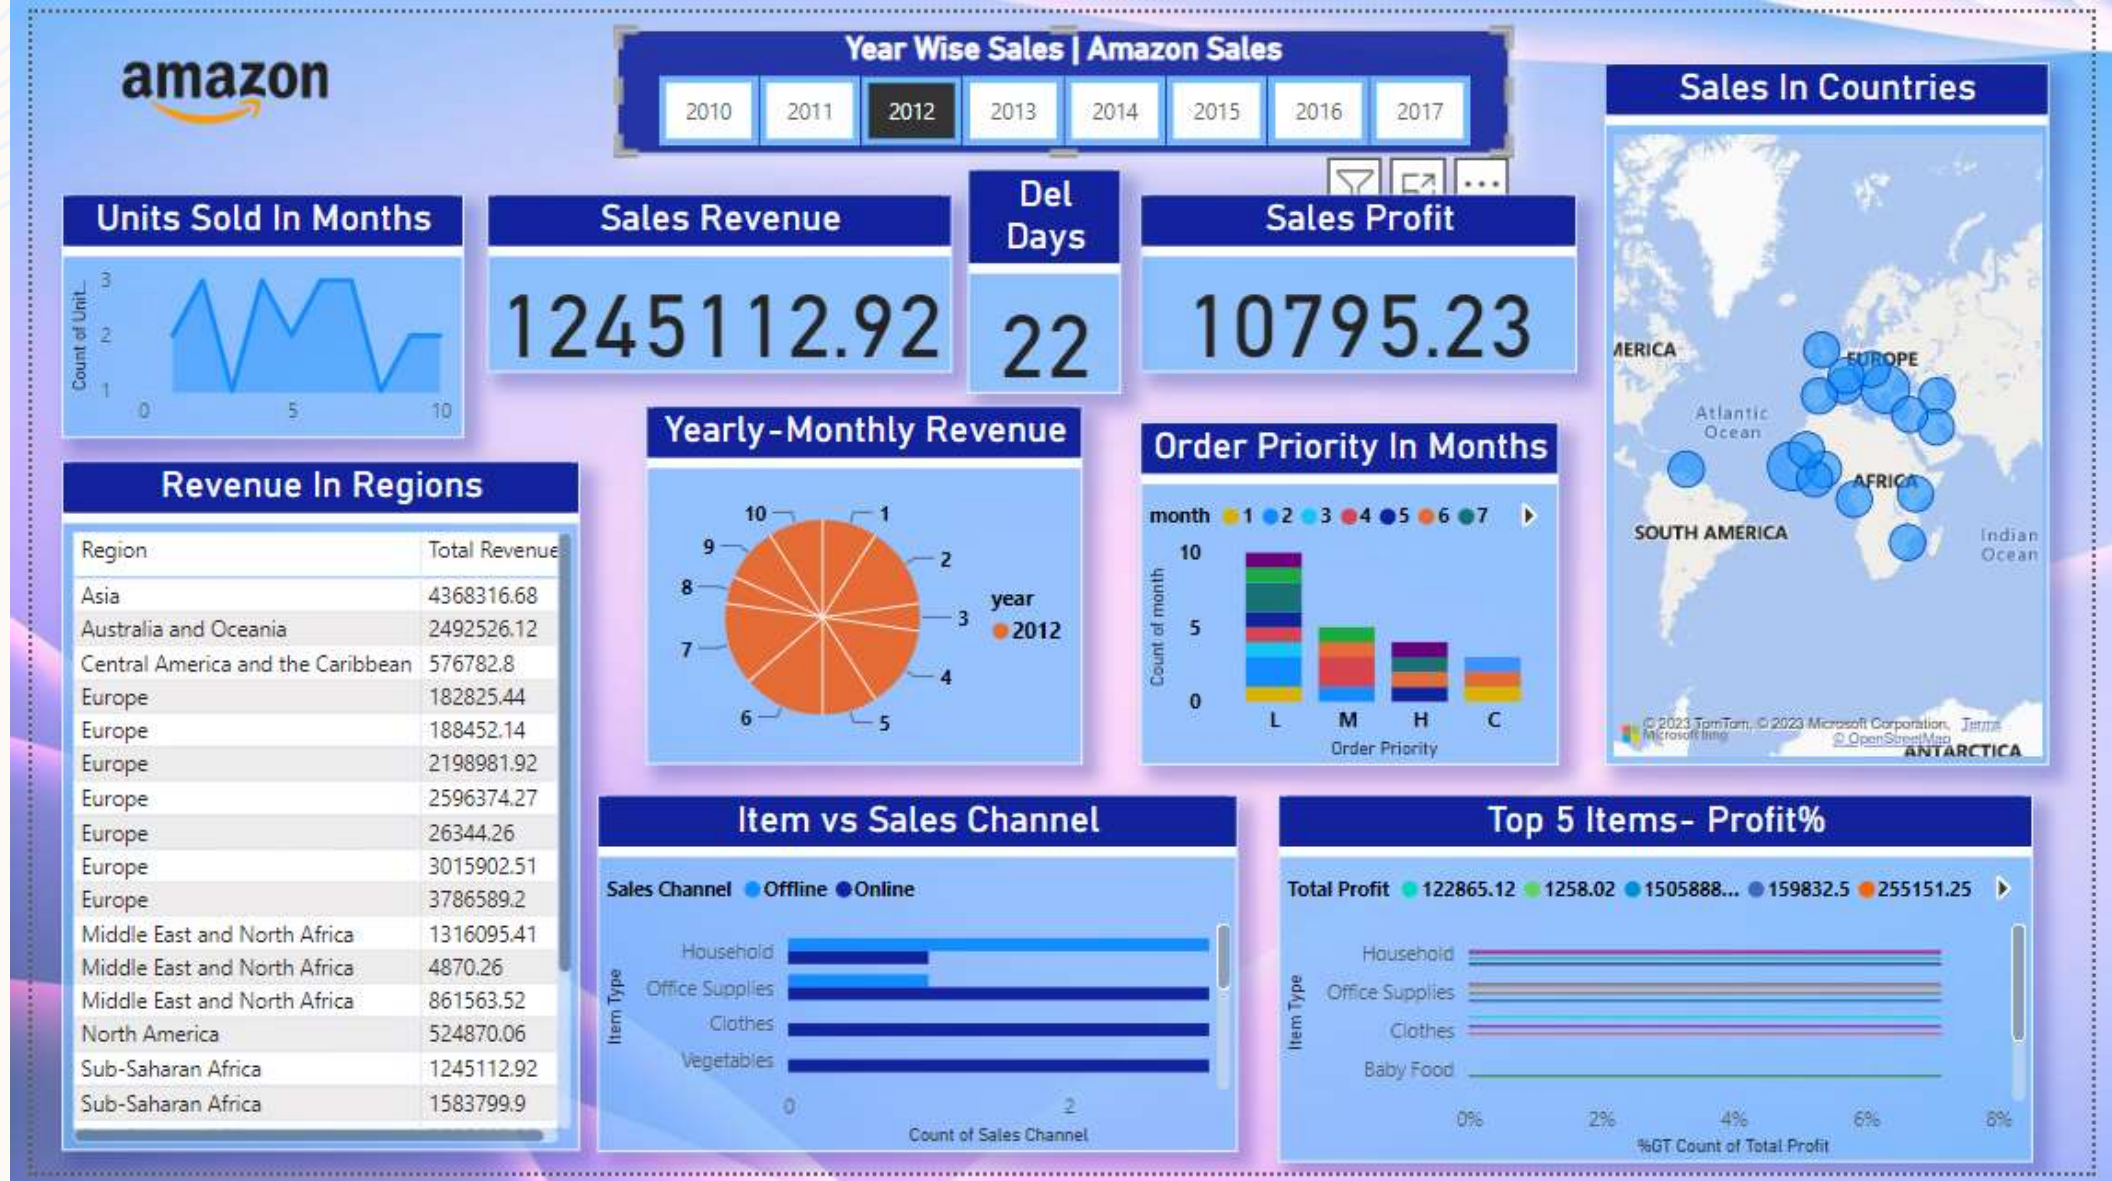 amazon
Year Wise Sales | Amazon Sales
2010 2011 2012 2013 2014 2015 2016 2017
Sales In Countries
Units Sold In Months
Count of Unit...
3
2
1
0 5 10
Sales Revenue
1245112.92
Del
Days
22
Sales Profit
10795.23
Revenue In Regions
Region Total Revenue
Asia 4368316.68
Australia and Oceania 2492526.12
Central America and the Caribbean 576782.8
Europe 182825.44
Europe 188452.14
Europe 2198981.92
Europe 2596374.27
Europe 26344.26
Europe 3015902.51
Europe 3786589.2
Middle East and North Africa 1316095.41
Middle East and North Africa 4870.26
Middle East and North Africa 861563.52
North America 524870.06
Sub-Saharan Africa 1245112.92
Sub-Saharan Africa 1583799.9
Yearly-Monthly Revenue
10 1
9 2
8 3
7 4
6 5
year
2012
Order Priority In Months
month 1 2 3 4 5 6 7
Count of month
10
5
0
L M H C
Order Priority
MERICA
EUROPE
Atlantic
Ocean
AFRICA
SOUTH AMERICA
Indian
Ocean
© 2023 TomTom, © 2023 Microsoft Corporation, Terms
Microsoft Bing
© OpenStreetMap
ANTARCTICA
Item vs Sales Channel
Sales Channel Offline Online
Item Type
Household
Office Supplies
Clothes
Vegetables
0 2
Count of Sales Channel
Top 5 Items- Profit%
Total Profit 122865.12 1258.02 1505888... 159832.5 255151.25
Item Type
Household
Office Supplies
Clothes
Baby Food
0% 2% 4% 6% 8%
%GT Count of Total Profit